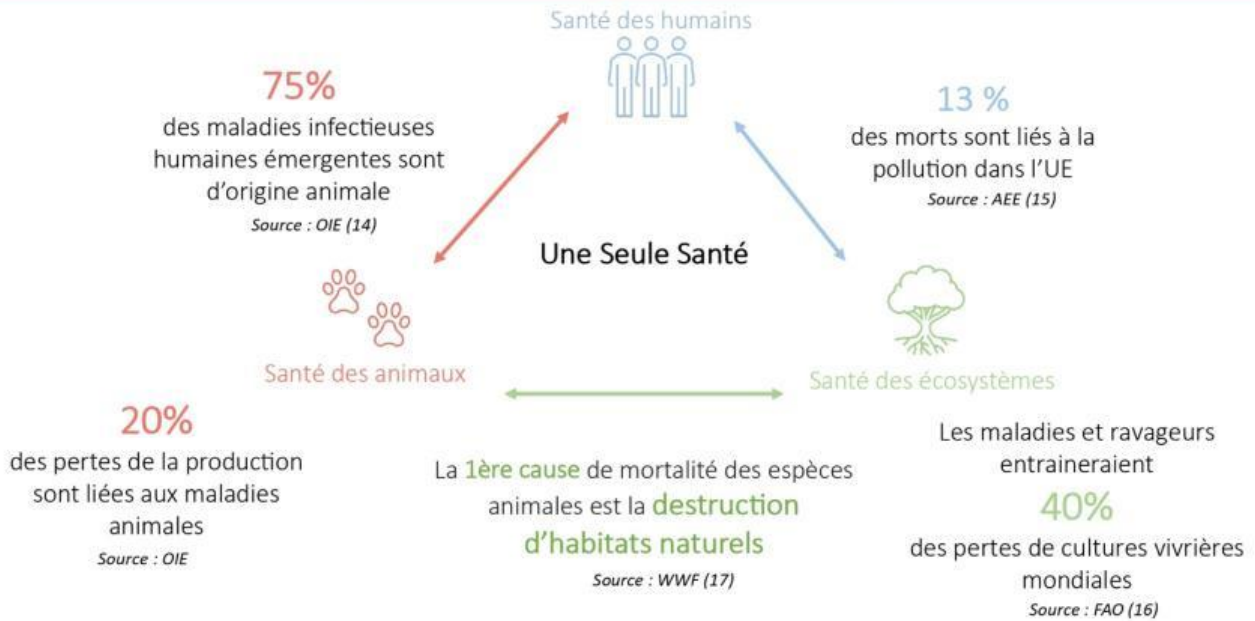 Santé des humains
75%
des maladies infectieuses
humaines émergentes sont
d'origine animale
Source : OIE (14)
13 %
des morts sont liés à la
pollution dans l'UE
Source : AEE (15)
Une Seule Santé
Santé des animaux
Santé des écosystèmes
20%
des pertes de la production
sont liées aux maladies
animales
Source : OIE
La 1ère cause de mortalité des espèces
animales est la destruction
d'habitats naturels
Source : WWF (17)
Les maladies et ravageurs
entraineraient
40%
des pertes de cultures vivrières
mondiales
Source : FAO (16)